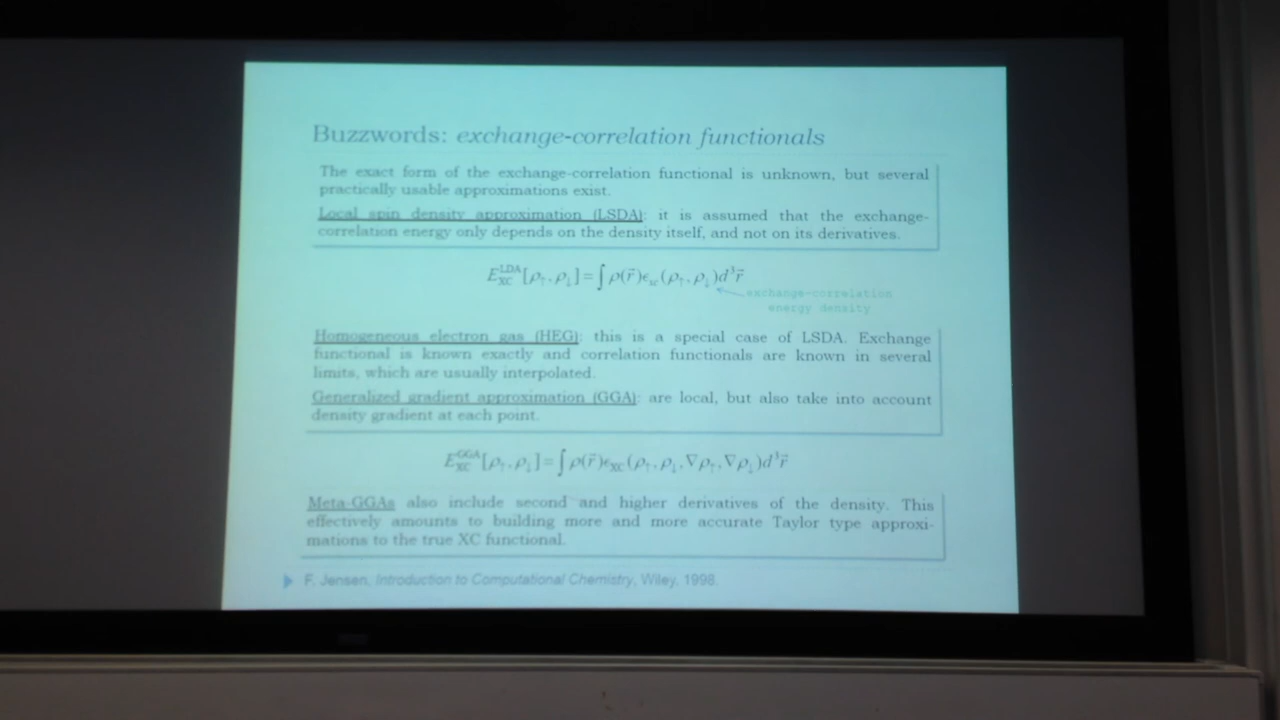 Buzzwords: exchange-correlation functionals
The exact form of the exchange-correlation functional is unknown, but several
practically usable approximations exist.
Local spin density approximation (LSDA): it is assumed that the exchange-
correlation energy only depends on the density itself, and not on its derivatives.
E_XC^LDA[ρ↑,ρ↓]=∫ρ(r⃗)ϵ_xc(ρ↑,ρ↓)d³r⃗
exchange-correlation
energy density
Homogeneous electron gas (HEG): this is a special case of LSDA. Exchange
functional is known exactly and correlation functionals are known in several
limits, which are usually interpolated.
Generalized gradient approximation (GGA): are local, but also take into account
density gradient at each point.
E_XC^GGA[ρ↑,ρ↓]=∫ρ(r⃗)ϵ_XC(ρ↑,ρ↓,∇ρ↑,∇ρ↓)d³r⃗
Meta-GGAs also include second and higher derivatives of the density. This
effectively amounts to building more and more accurate Taylor type approxi-
mations to the true XC functional.
F. Jensen, Introduction to Computational Chemistry, Wiley, 1998.